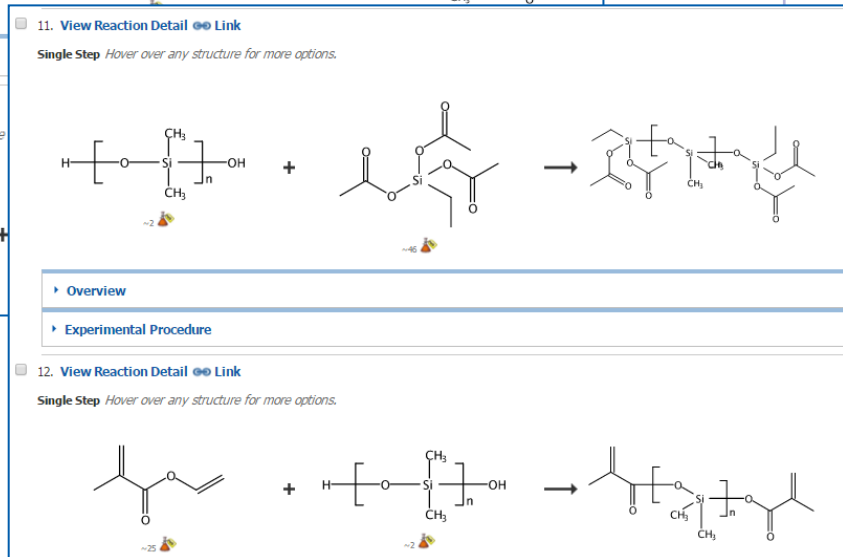 11. View Reaction Detail Link
Single Step Hover over any structure for more options.
CH3
H
O
Si
OH
n
CH3
~2
+
O
O
O
Si
O
O
O
~46
Si
O
O
O
O
O
Si
CH3
CH3
O
Si
O
O
O
O
Overview
Experimental Procedure
12. View Reaction Detail Link
Single Step Hover over any structure for more options.
O
O
~25
+
CH3
H
O
Si
OH
n
CH3
~2
O
O
Si
CH3
CH3
n
O
O